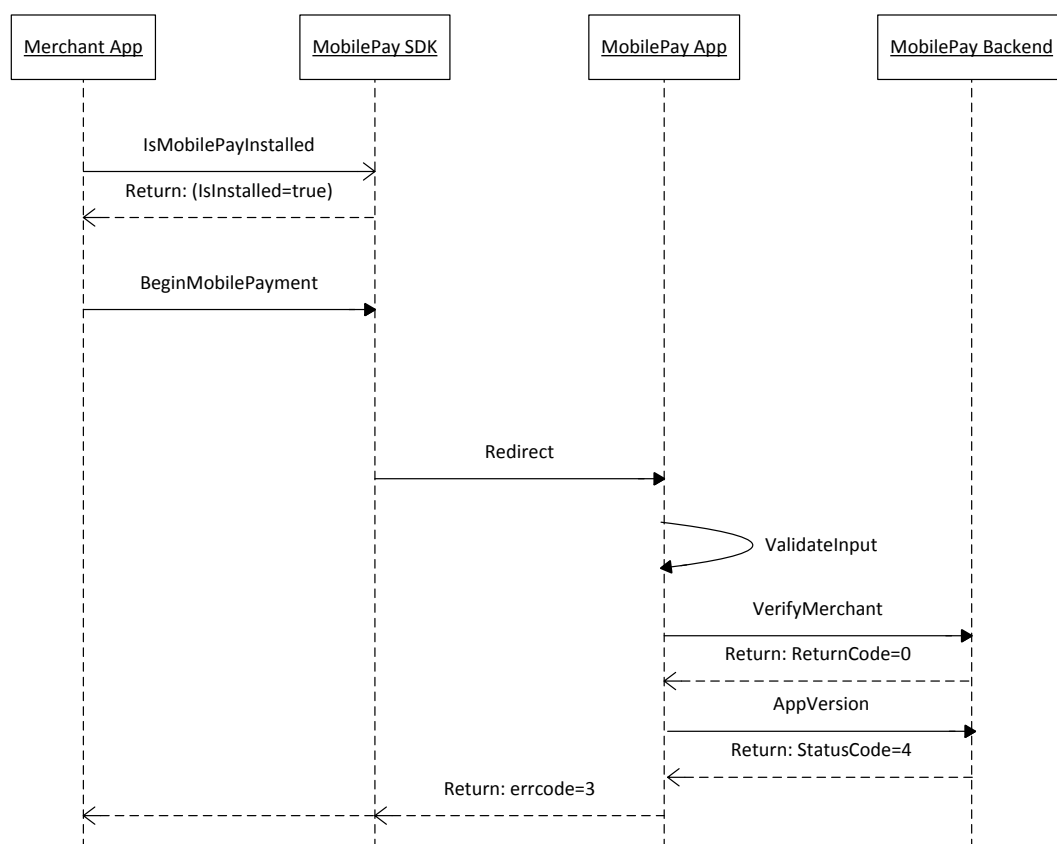 Merchant App
MobilePay SDK
MobilePay App
MobilePay Backend
IsMobilePayInstalled
Return: (IsInstalled=true)
BeginMobilePayment
Redirect
ValidateInput
VerifyMerchant
Return: ReturnCode=0
AppVersion
Return: StatusCode=4
Return: errcode=3